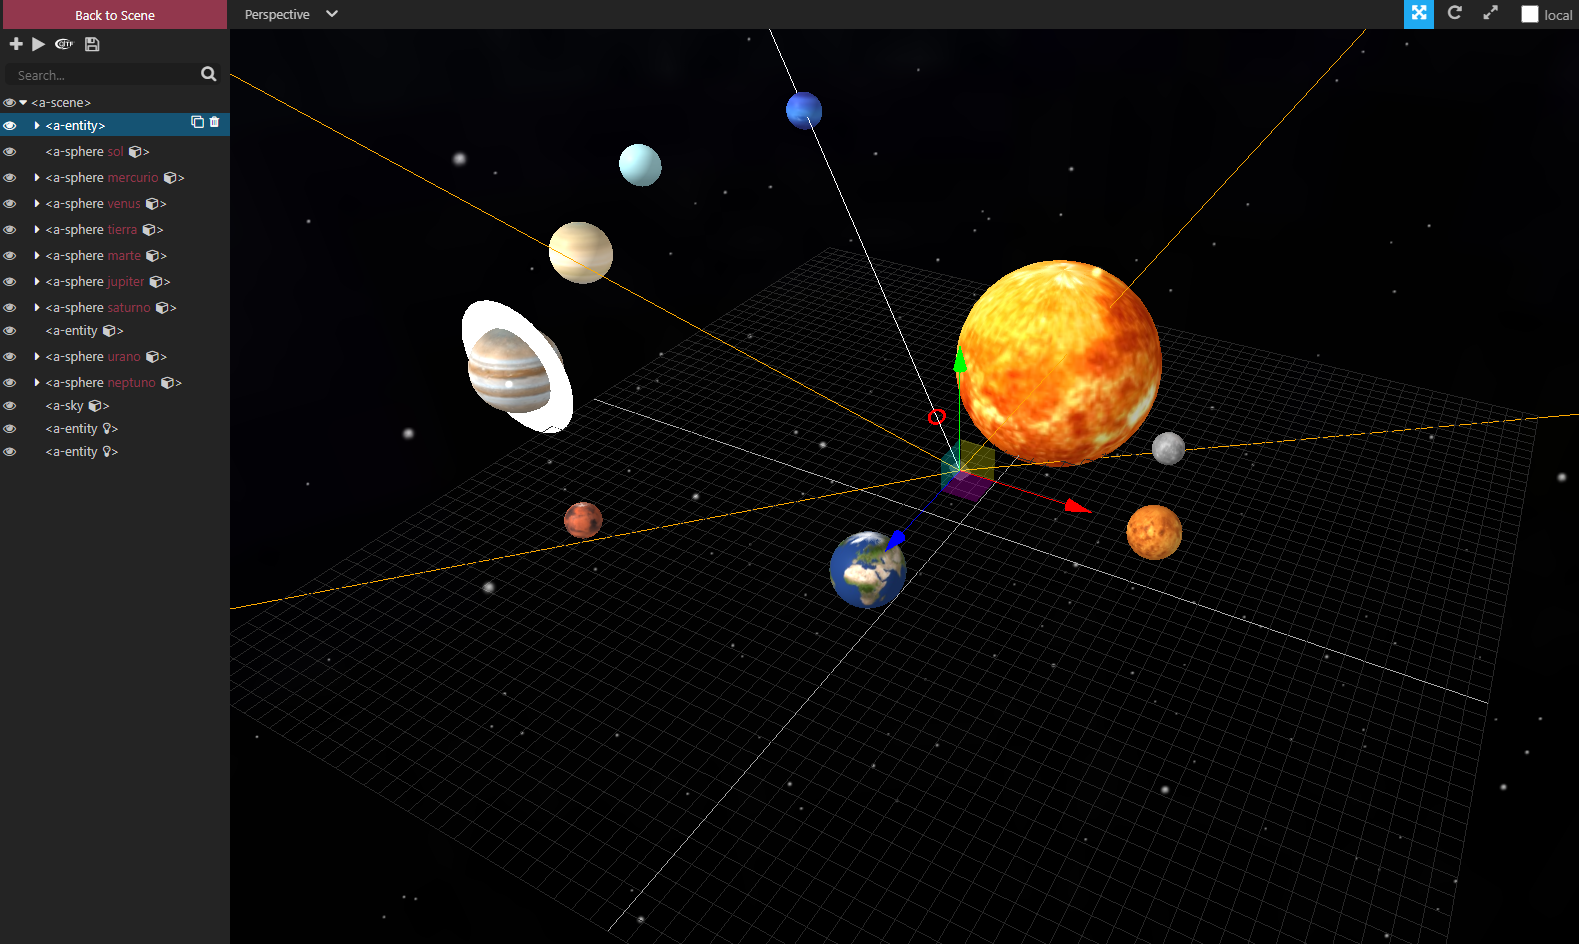 Back to Scene
Perspective
local
GLTF
Search...
<a-scene>
<a-entity>
<a-sphere sol >
<a-sphere mercurio >
<a-sphere venus >
<a-sphere tierra >
<a-sphere marte >
<a-sphere jupiter >
<a-sphere saturno >
<a-entity >
<a-sphere urano >
<a-sphere neptuno >
<a-sky >
<a-entity >
<a-entity >